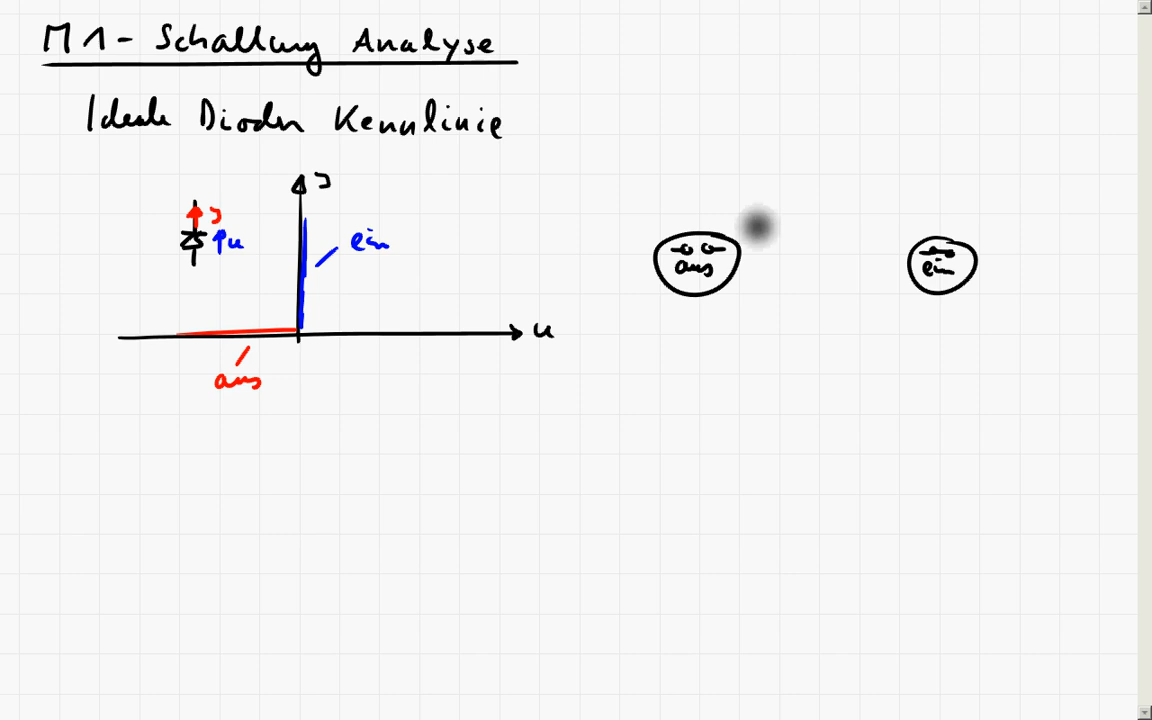 M1 - Schaltung Analyse
Ideale Dioden Kennlinie
J
J
u
ein
u
aus
aus
ein